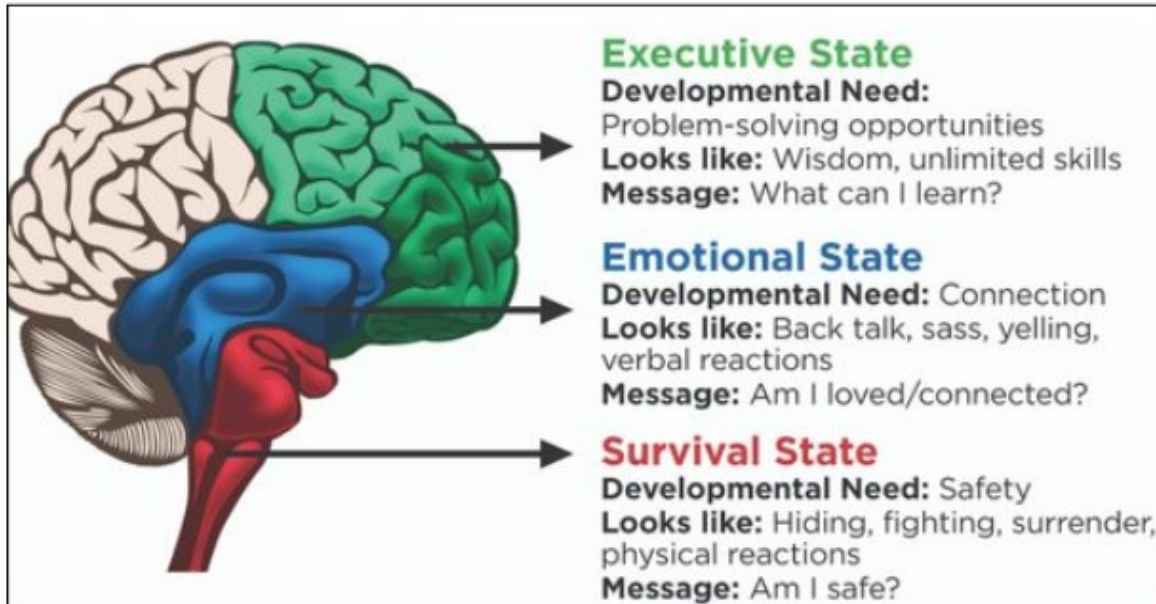 Executive State
Developmental Need:
Problem-solving opportunities
Looks like: Wisdom, unlimited skills
Message: What can I learn?
Emotional State
Developmental Need: Connection
Looks like: Back talk, sass, yelling,
verbal reactions
Message: Am I loved/connected?
Survival State
Developmental Need: Safety
Looks like: Hiding, fighting, surrender,
physical reactions
Message: Am I safe?